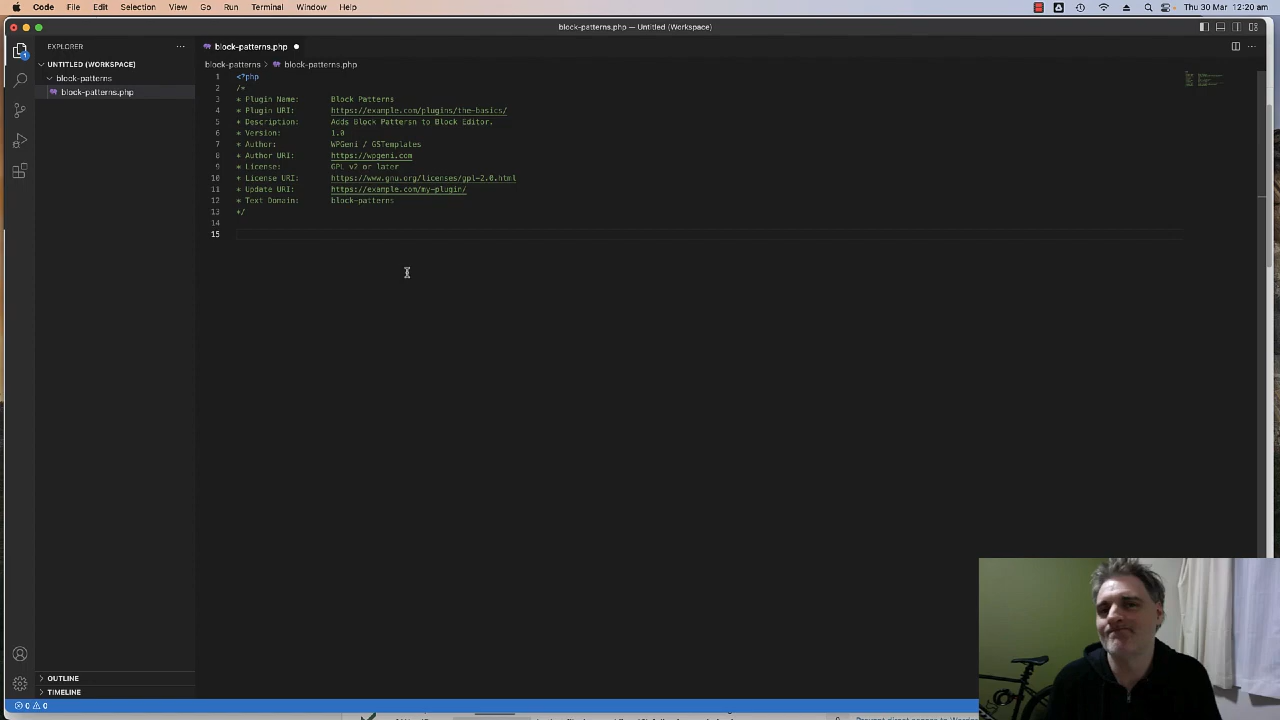 Code File Edit Selection View Go Run Terminal Window Help Thu 30 Mar 12:20 am
block-patterns.php — Untitled (Workspace)
EXPLORER
block-patterns.php
UNTITLED (WORKSPACE)
block-patterns
block-patterns.php
block-patterns > block-patterns.php
1 <?php
2 /*
3 * Plugin Name: Block Patterns
4 * Plugin URI: https://example.com/plugins/the-basics/
5 * Description: Adds Block Pattersn to Block Editor.
6 * Version: 1.0
7 * Author: WPGeni / GSTemplates
8 * Author URI: https://wpgeni.com
9 * License: GPL v2 or later
10 * License URI: https://www.gnu.org/licenses/gpl-2.0.html
11 * Update URI: https://example.com/my-plugin/
12 * Text Domain: block-patterns
13 */
14
15
OUTLINE
TIMELINE
0 0
1